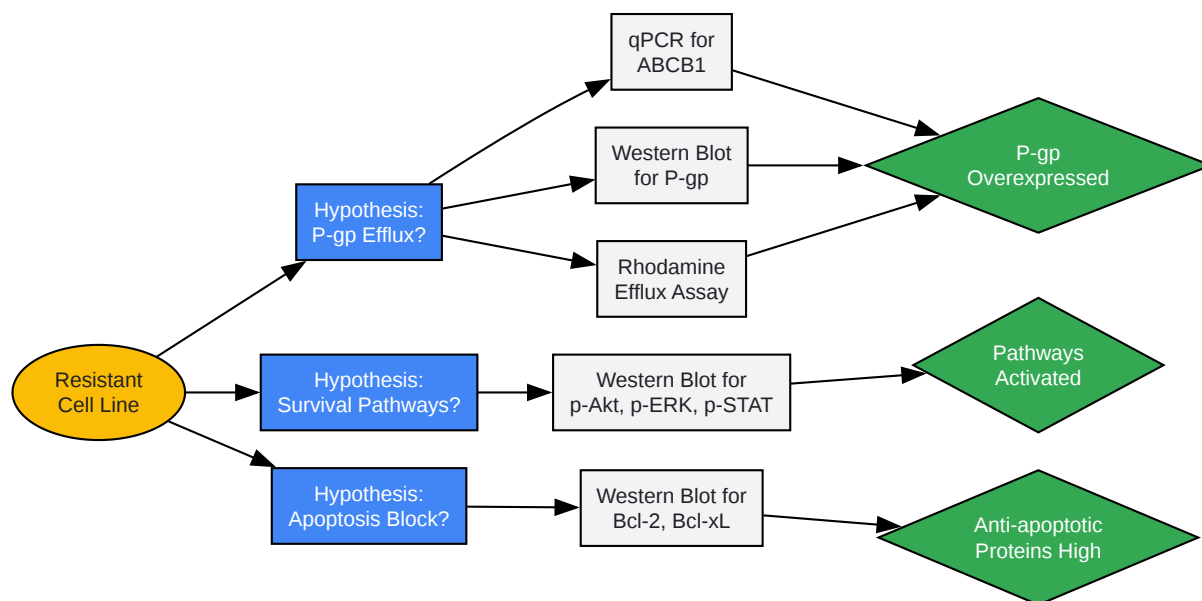 qPCR for
ABCB1
Western Blot
for P-gp
P-gp
Overexpressed
Hypothesis:
P-gp Efflux?
Rhodamine
Efflux Assay
Resistant
Cell Line
Hypothesis:
Survival Pathways?
Western Blot for
p-Akt, p-ERK, p-STAT
Pathways
Activated
Hypothesis:
Apoptosis Block?
Western Blot for
Bcl-2, Bcl-xL
Anti-apoptotic
Proteins High